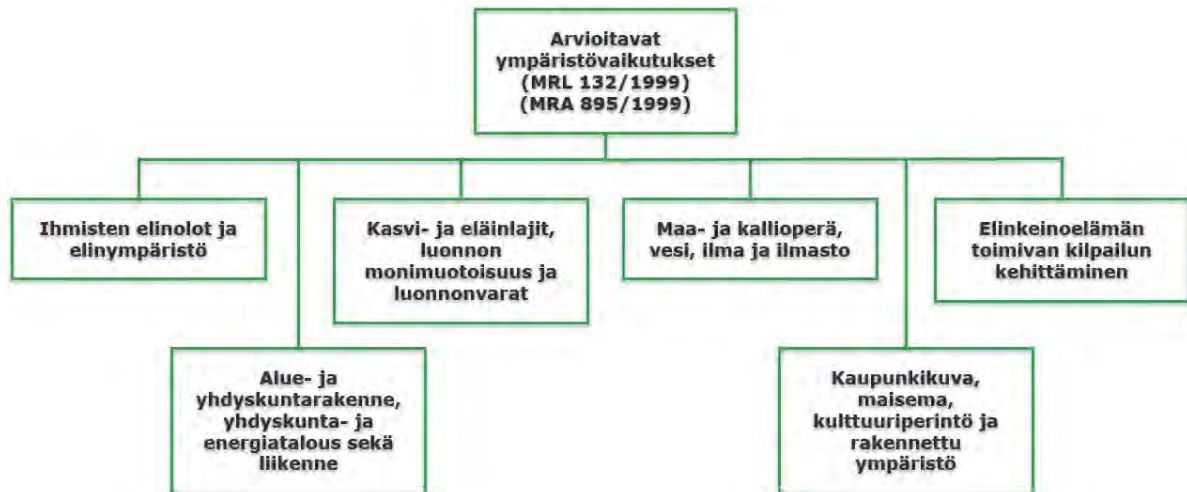 Arvioitavat
ympäristövaikutukset
(MRL 132/1999)
(MRA 895/1999)
Ihmisten elinolot ja
elinympäristö
Kasvi- ja eläinlajit,
luonnon
monimuotoisuus ja
luonnonvarat
Maa- ja kallioperä,
vesi, ilma ja ilmasto
Elinkeinoelämän
toimivan kilpailun
kehittäminen
Alue- ja
yhdyskuntarakenne,
yhdyskunta- ja
energiatalous sekä
liikenne
Kaupunkikuva,
maisema,
kulttuuriperintö ja
rakennettu
ympäristö